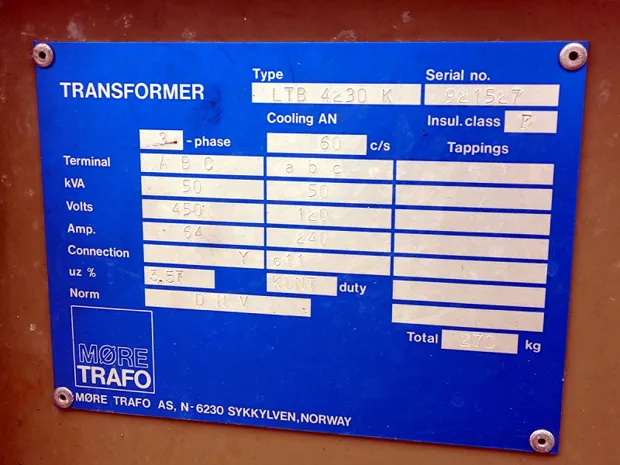 TRANSFORMER
Type
LTB 4230 K
Serial no.
921527
Cooling AN
Insul.class F
3 -phase
60 c/s
Tappings
Terminal A B C a b c
kVA 50 50
Volts 450 120
Amp. 64 240
Connection Y d11
uz % 3.57 KONT duty
Norm DNV
Total 270 kg
MØRE
TRAFO
MØRE TRAFO AS, N-6230 SYKKYLVEN, NORWAY